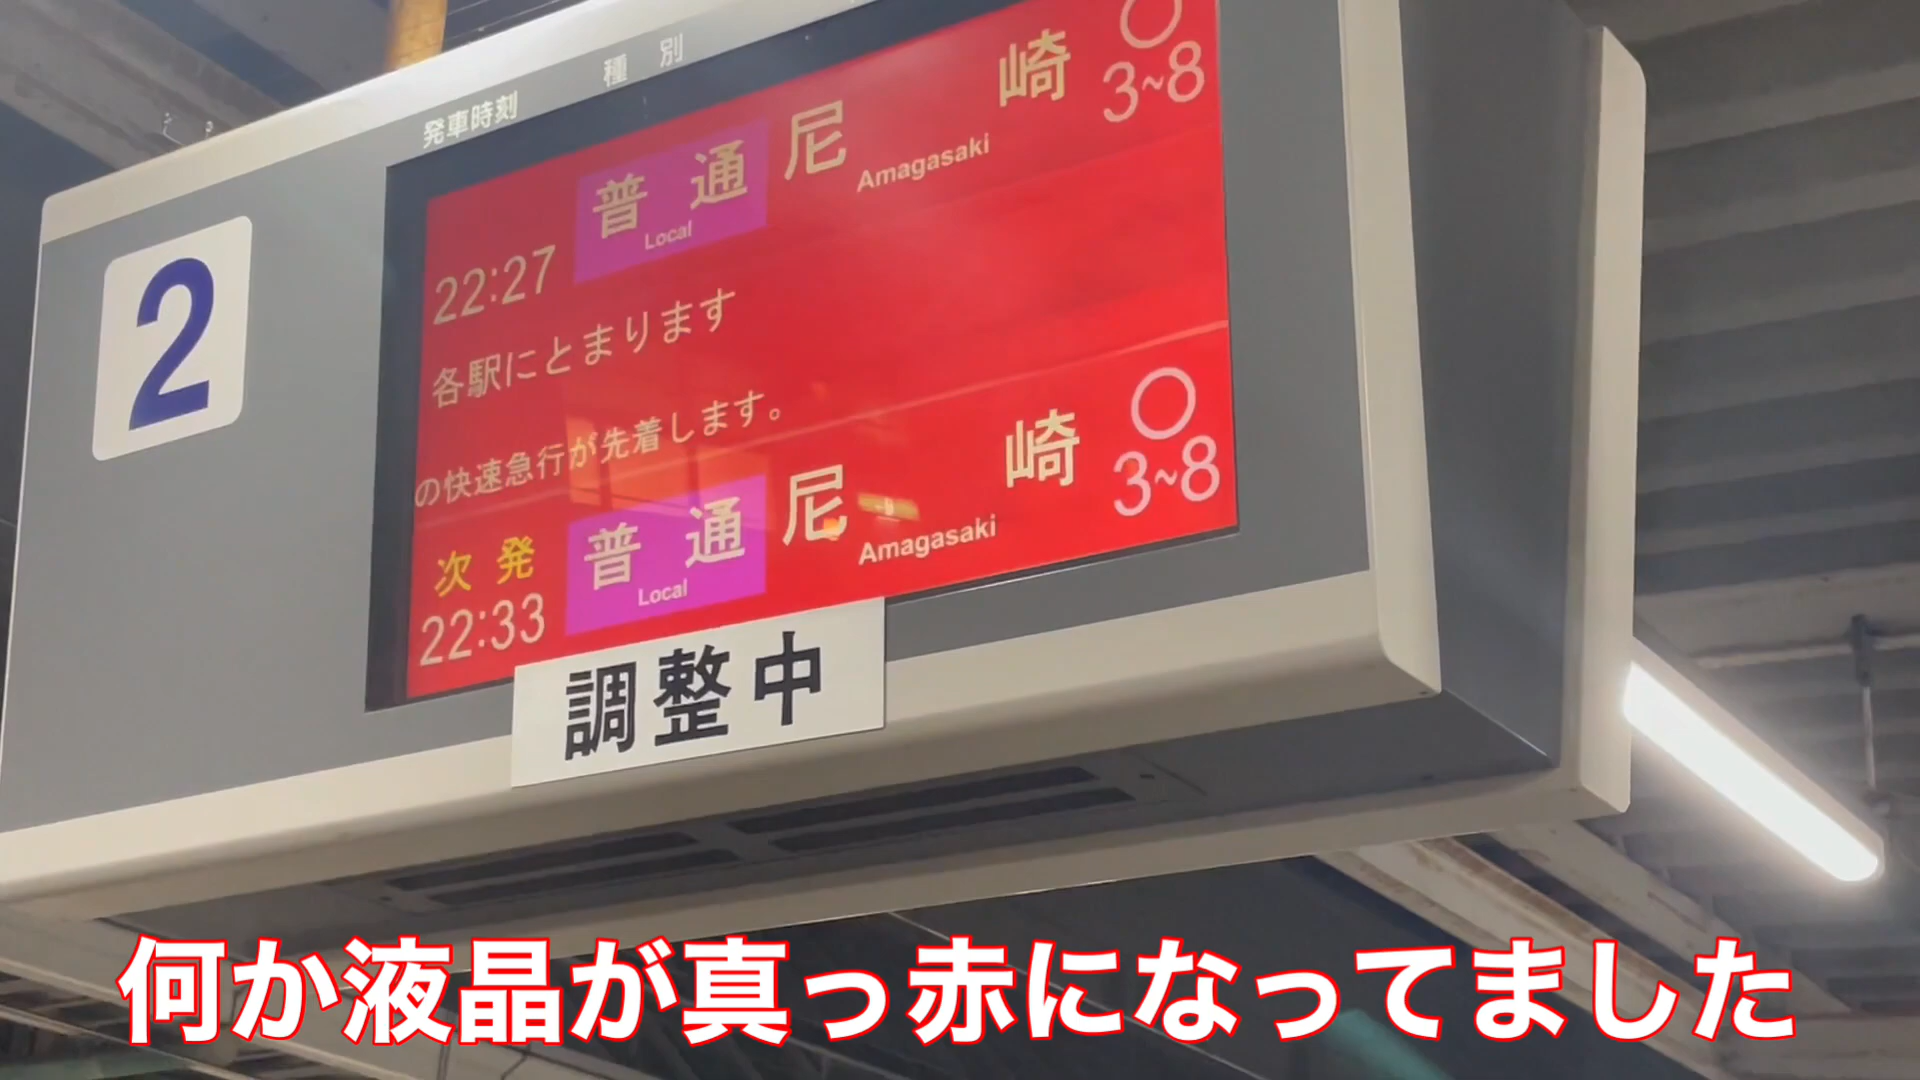 発車時刻 種別
2
22:27 普通 尼崎 ○
Local Amagasaki 3~8
各駅にとまります
の快速急行が先着します。
次発 普通 尼崎 ○
22:33 Local Amagasaki 3~8
調整中
何か液晶が真っ赤になってました